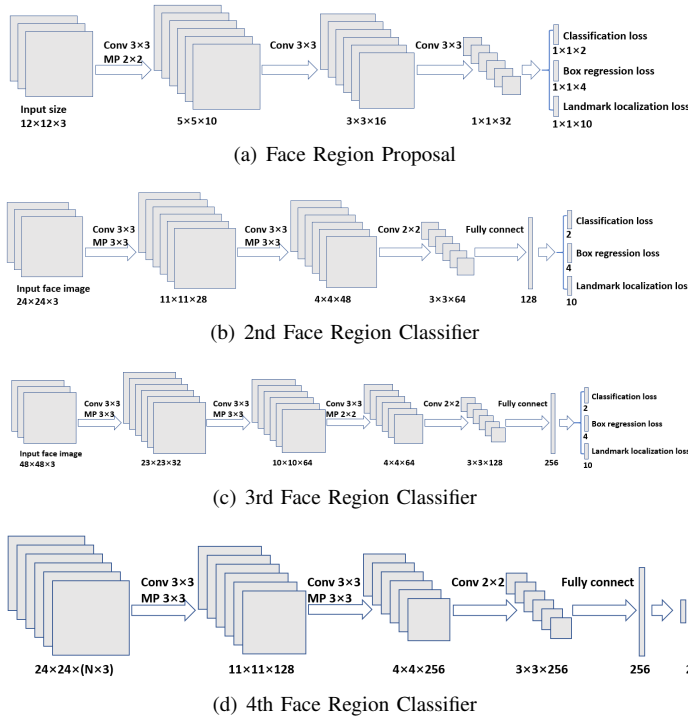 Conv 3×3
MP 2×2
Conv 3×3
Conv 3×3
Classification loss
1×1×2
Box regression loss
1×1×4
Landmark localization loss
1×1×10
Input size
12×12×3
5×5×10
3×3×16
1×1×32
(a) Face Region Proposal
Conv 3×3
MP 3×3
Conv 3×3
MP 3×3
Conv 2×2
Fully connect
Classification loss
2
Box regression loss
4
Landmark localization loss
10
Input face image
24×24×3
11×11×28
4×4×48
3×3×64
128
(b) 2nd Face Region Classifier
Conv 3×3
MP 3×3
Conv 3×3
MP 3×3
Conv 3×3
MP 2×2
Conv 2×2
Fully connect
Classification loss
2
Box regression loss
4
Landmark localization loss
10
Input face image
48×48×3
23×23×32
10×10×64
4×4×64
3×3×128
256
(c) 3rd Face Region Classifier
Conv 3×3
MP 3×3
Conv 3×3
MP 3×3
Conv 2×2
Fully connect
24×24×(N×3)
11×11×128
4×4×256
3×3×256
256
2
(d) 4th Face Region Classifier